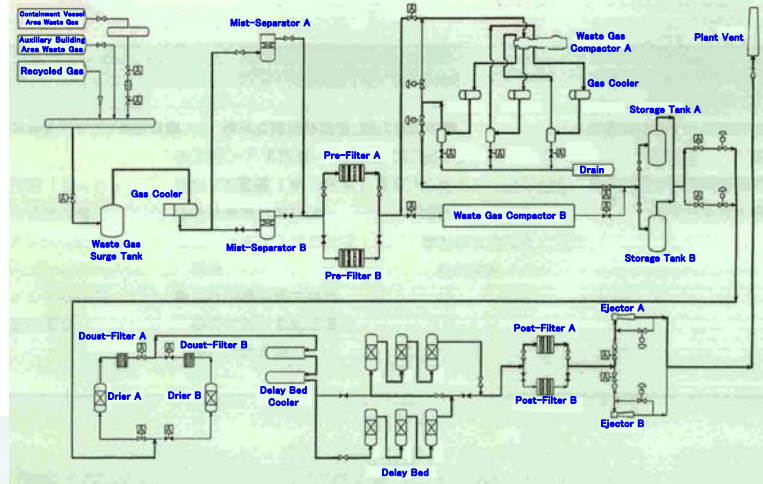 Containment Vessel
Area Waste Gas
Auxiliary Building
Area Waste Gas
Recycled Gas
Mist-Separator A
Waste Gas
Compactor A
Plant Vent
Gas Cooler
Storage Tank A
Pre-Filter A
Drain
Gas Cooler
Waste Gas Compactor B
Waste Gas
Surge Tank
Mist-Separator B
Pre-Filter B
Storage Tank B
Ejector A
Doust-Filter A
Doust-Filter B
Post-Filter A
Drier A
Drier B
Delay Bed
Cooler
Post-Filter B
Ejector B
Delay Bed